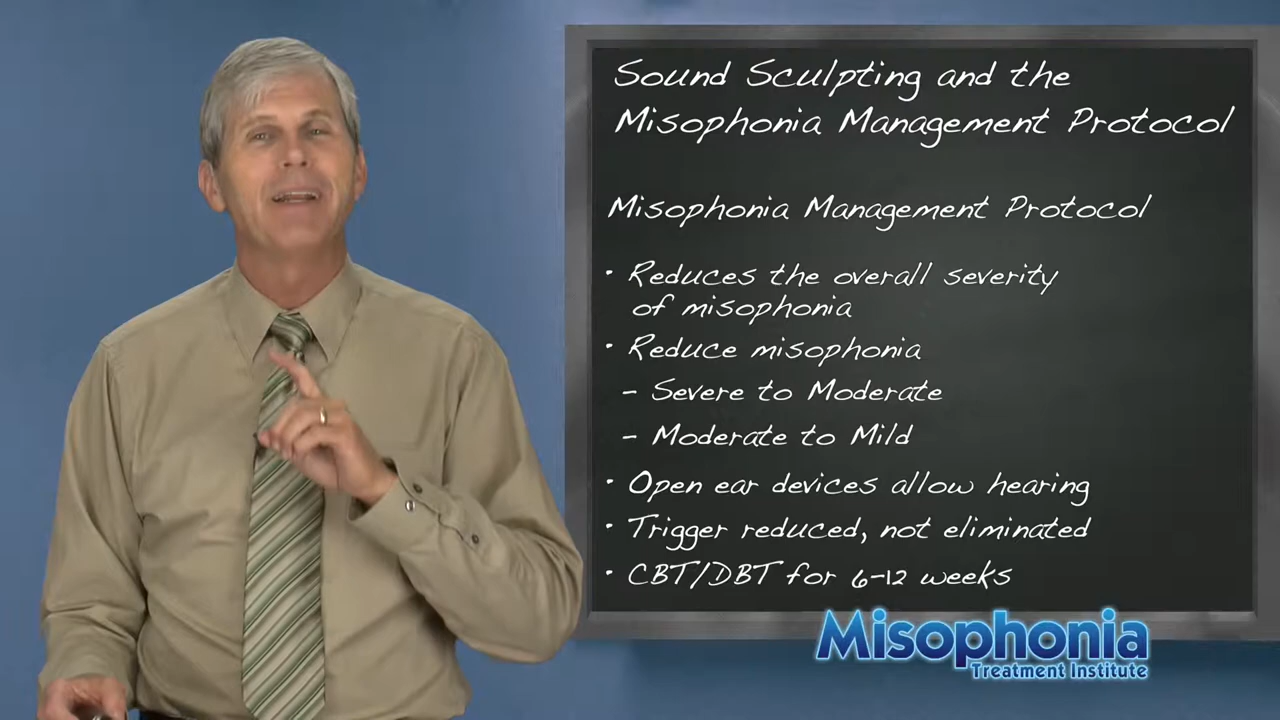 Sound Sculpting and the
Misophonia Management Protocol
Misophonia Management Protocol
• Reduces the overall severity
of misophonia
• Reduce misophonia
- Severe to Moderate
- Moderate to Mild
• Open ear devices allow hearing
• Trigger reduced, not eliminated
• CBT/DBT for 6-12 weeks
Misophonia
Treatment Institute